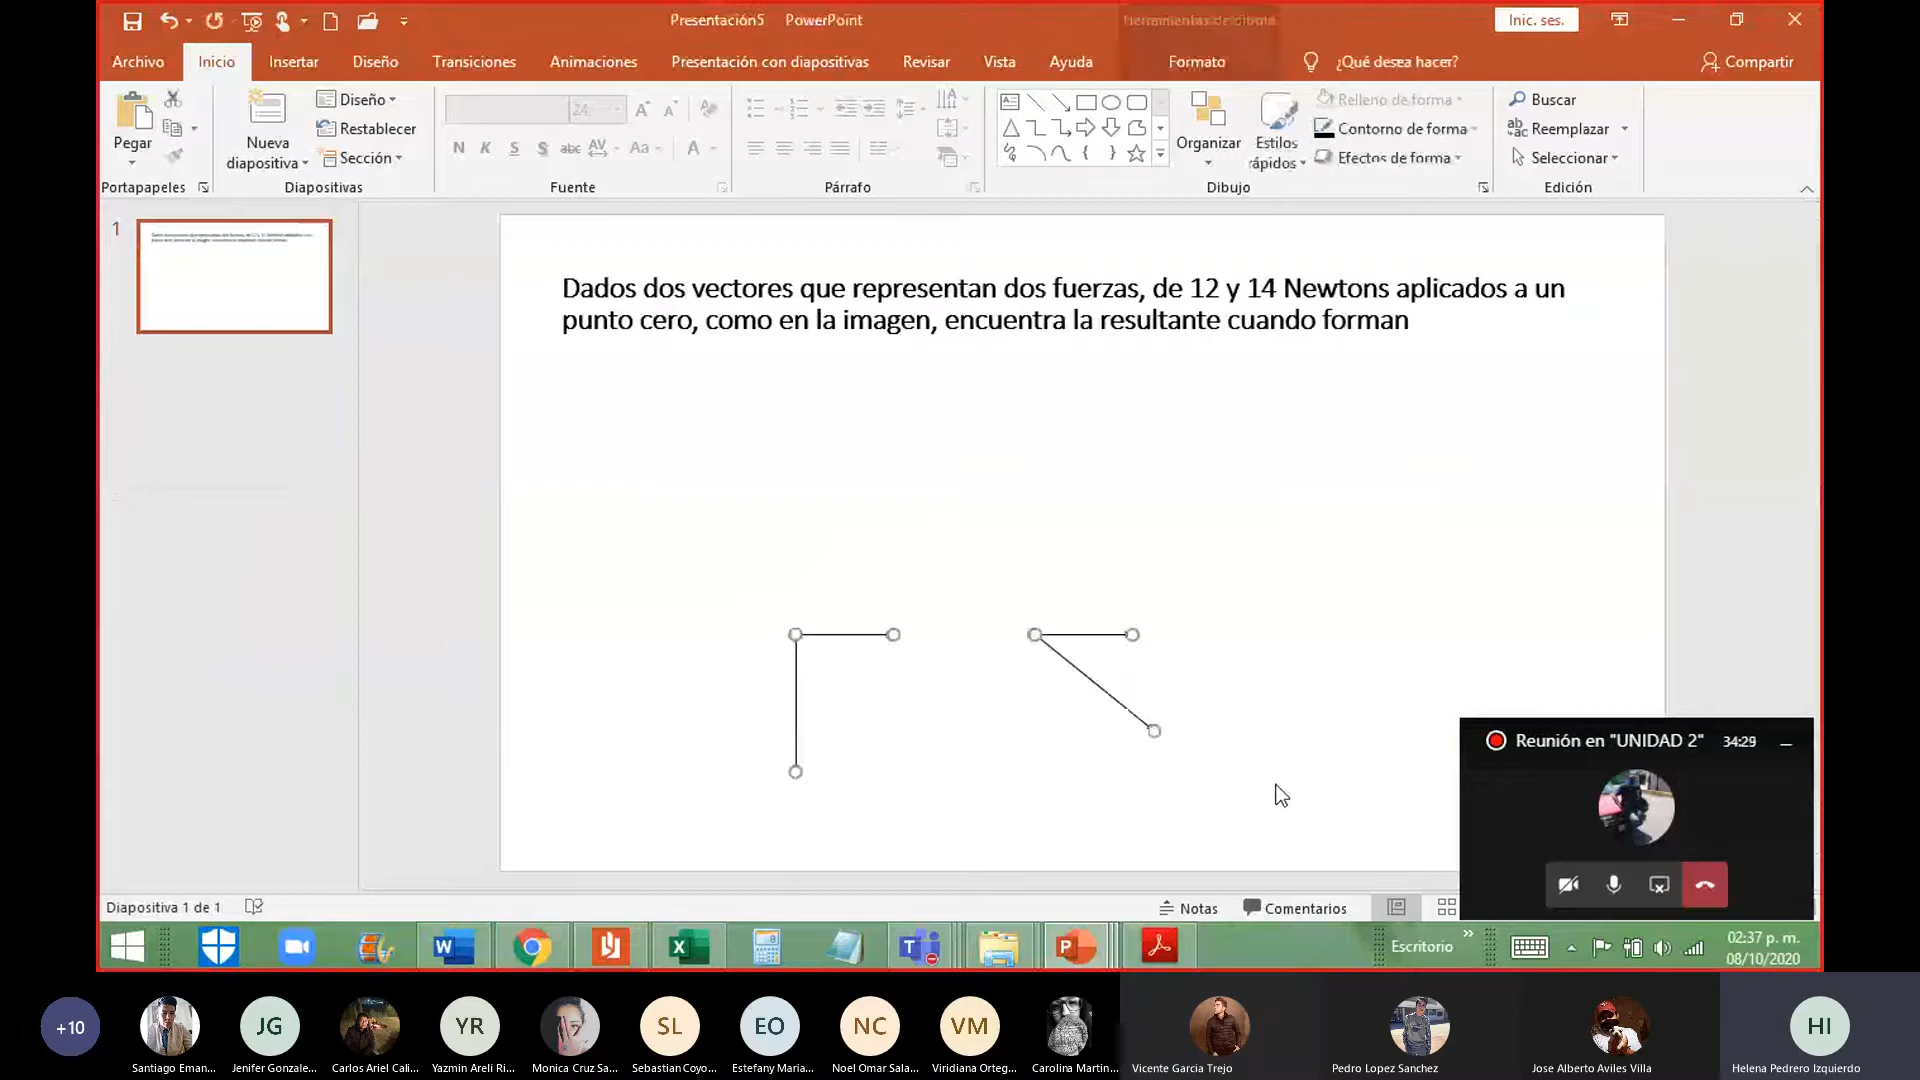 Presentación5 PowerPoint
Herramientas de dibujo
Inic. ses.
Archivo Inicio Insertar Diseño Transiciones Animaciones Presentación con diapositivas Revisar Vista Ayuda Formato ¿Qué desea hacer? Compartir
Pegar
Nueva diapositiva
Diseño
Restablecer
Sección
24
N K S S abc AV Aa A
Organizar
Estilos rápidos
Relleno de forma
Contorno de forma
Efectos de forma
Buscar
Reemplazar
Seleccionar
Portapapeles Diapositivas Fuente Párrafo Dibujo Edición
1
Dados dos vectores que representan dos fuerzas, de 12 y 14 Newtons aplicados a un
punto cero, como en la imagen, encuentra la resultante cuando forman
Reunión en "UNIDAD 2" 34:29
Diapositiva 1 de 1
Notas Comentarios
Escritorio
02:37 p. m.
08/10/2020
+10 JG YR SL EO NC VM HI
Santiago Eman... Jenifer Gonzale... Carlos Ariel Cali... Yazmin Areli Ri... Monica Cruz Sa... Sebastian Coyo... Estefany Maria... Noel Omar Sala... Viridiana Orteg... Carolina Martin... Vicente Garcia Trejo Pedro Lopez Sanchez Jose Alberto Aviles Villa Helena Pedrero Izquierdo